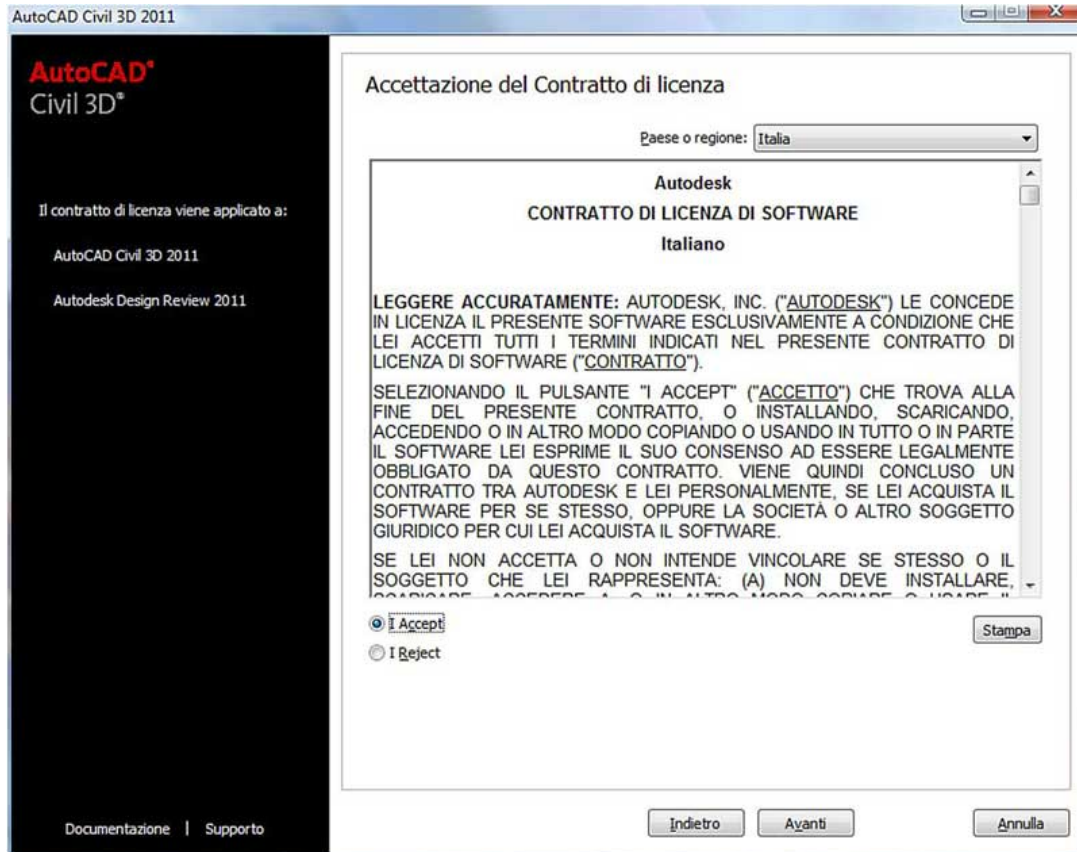 AutoCAD Civil 3D 2011
AutoCAD®
Civil 3D®
Il contratto di licenza viene applicato a:
AutoCAD Civil 3D 2011
Autodesk Design Review 2011
Documentazione | Supporto
Accettazione del Contratto di licenza
Paese o regione: Italia
Autodesk
CONTRATTO DI LICENZA DI SOFTWARE
Italiano
LEGGERE ACCURATAMENTE: AUTODESK, INC. ("AUTODESK") LE CONCEDE
IN LICENZA IL PRESENTE SOFTWARE ESCLUSIVAMENTE A CONDIZIONE CHE
LEI ACCETTI TUTTI I TERMINI INDICATI NEL PRESENTE CONTRATTO DI
LICENZA DI SOFTWARE ("CONTRATTO").
SELEZIONANDO IL PULSANTE "I ACCEPT" ("ACCETTO") CHE TROVA ALLA
FINE DEL PRESENTE CONTRATTO, O INSTALLANDO, SCARICANDO,
ACCEDENDO O IN ALTRO MODO COPIANDO O USANDO IN TUTTO O IN PARTE
IL SOFTWARE LEI ESPRIME IL SUO CONSENSO AD ESSERE LEGALMENTE
OBBLIGATO DA QUESTO CONTRATTO. VIENE QUINDI CONCLUSO UN
CONTRATTO TRA AUTODESK E LEI PERSONALMENTE, SE LEI ACQUISTA IL
SOFTWARE PER SE STESSO, OPPURE LA SOCIETÀ O ALTRO SOGGETTO
GIURIDICO PER CUI LEI ACQUISTA IL SOFTWARE.
SE LEI NON ACCETTA O NON INTENDE VINCOLARE SE STESSO O IL
SOGGETTO CHE LEI RAPPRESENTA: (A) NON DEVE INSTALLARE,
SCARICARE, ACCEDERE A, O IN ALTRO MODO COPIARE O USARE IL
I Accept
Stampa
I Reject
Indietro
Avanti
Annulla